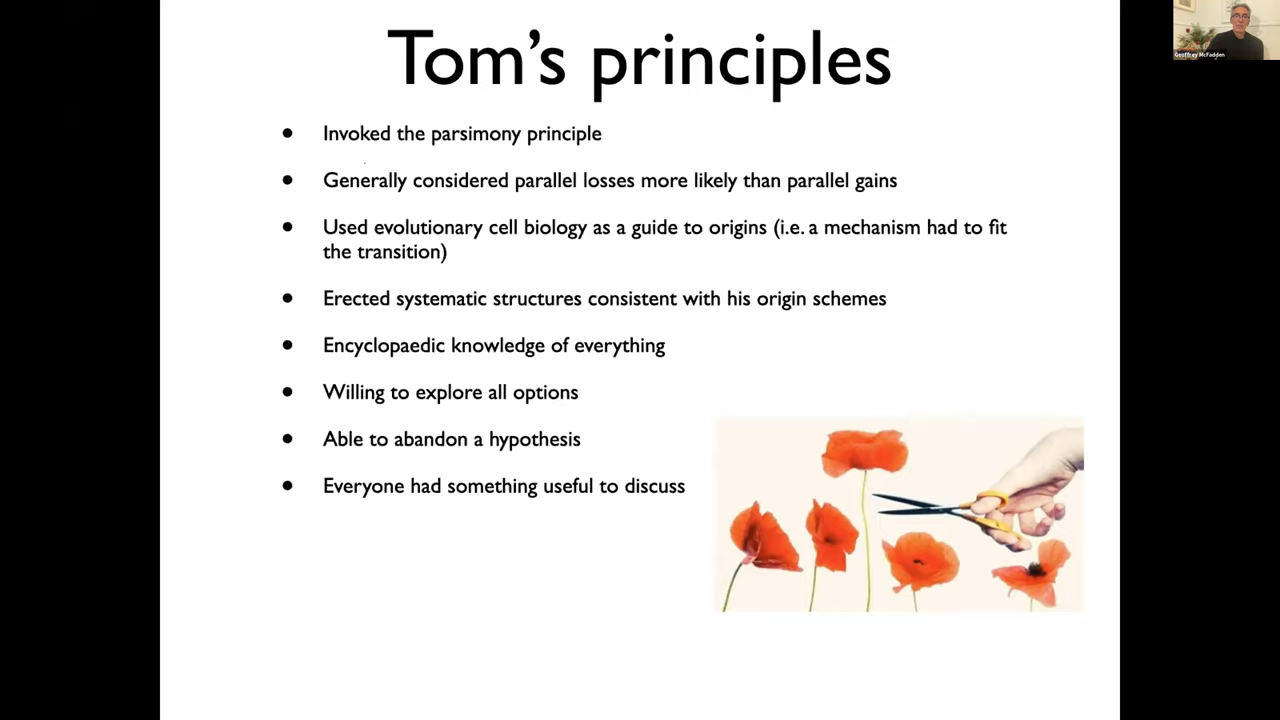 Tom's principles
Geoffrey McFadden
• Invoked the parsimony principle
• Generally considered parallel losses more likely than parallel gains
• Used evolutionary cell biology as a guide to origins (i.e. a mechanism had to fit
the transition)
• Erected systematic structures consistent with his origin schemes
• Encyclopaedic knowledge of everything
• Willing to explore all options
• Able to abandon a hypothesis
• Everyone had something useful to discuss